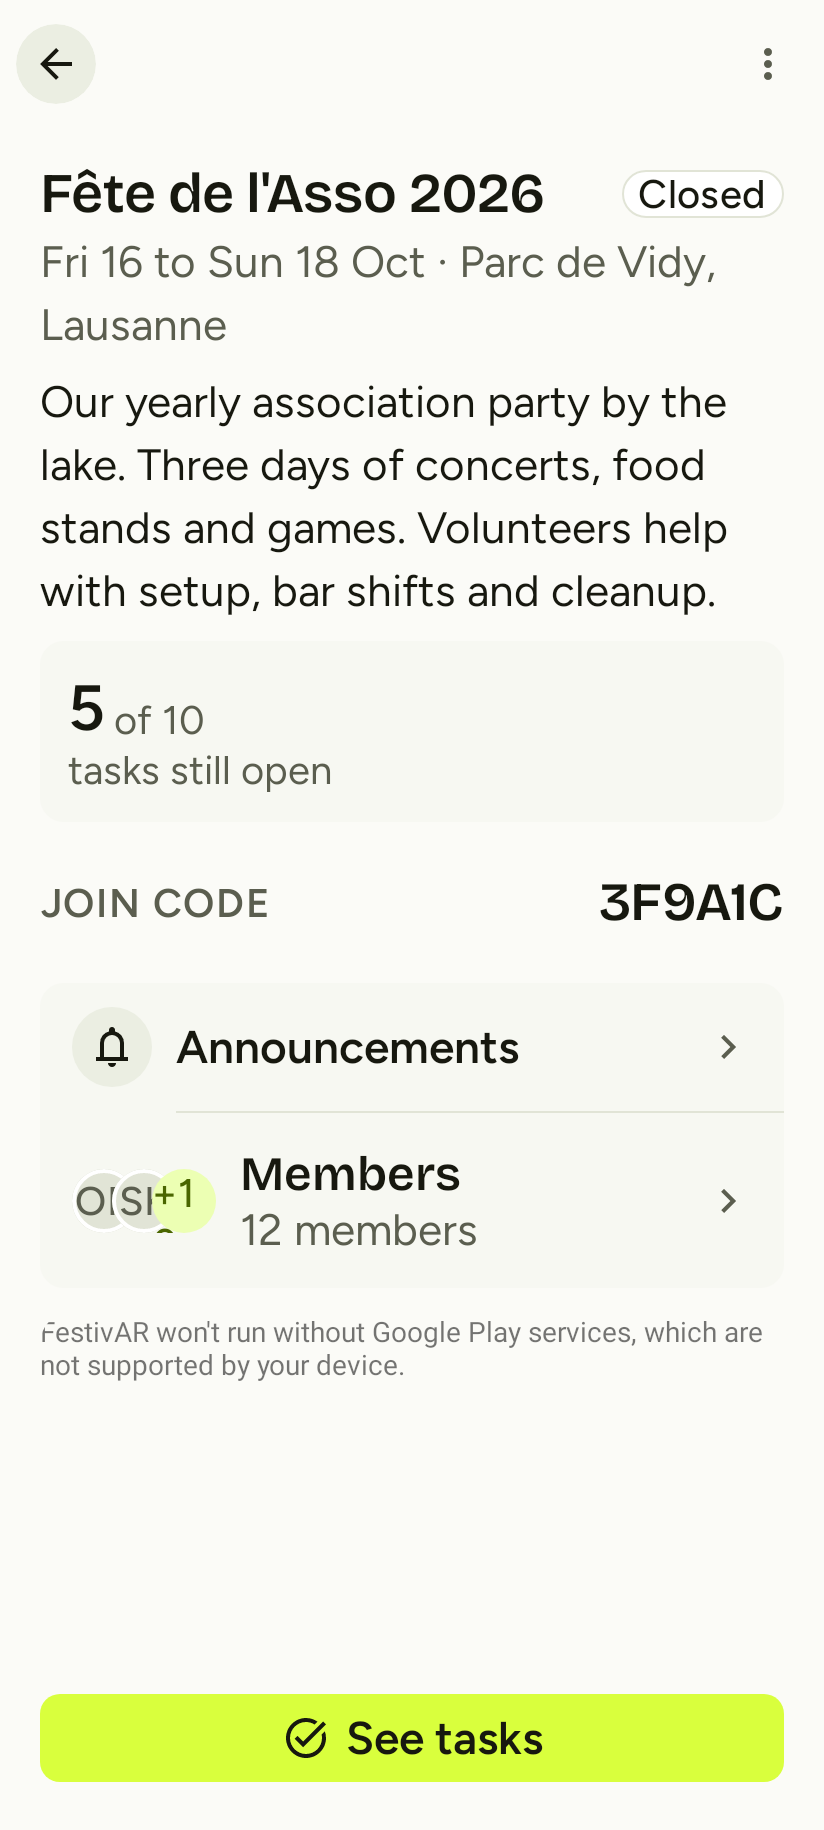 Fête de l'Asso 2026
Closed
Fri 16 to Sun 18 Oct · Parc de Vidy,
Lausanne
Our yearly association party by the
lake. Three days of concerts, food
stands and games. Volunteers help
with setup, bar shifts and cleanup.
5 of 10
tasks still open
JOIN CODE
3F9A1C
Announcements
+1
Members
12 members
FestivAR won't run without Google Play services, which are
not supported by your device.
See tasks